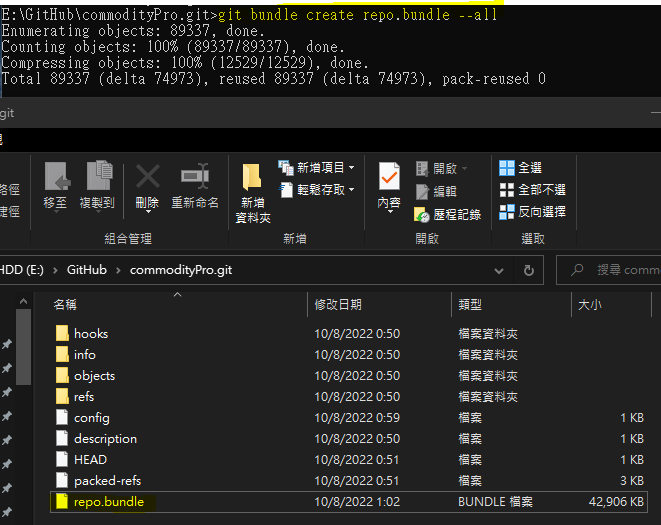 E:\GitHub\commodityPro.git>git bundle create repo.bundle --all
Enumerating objects: 89337, done.
Counting objects: 100% (89337/89337), done.
Compressing objects: 100% (12529/12529), done.
Total 89337 (delta 74973), reused 89337 (delta 74973), pack-reused 0
git
路徑
捷徑
移至
複製到
刪除
重新命名
組合管理
新增
資料夾
新增項目
輕鬆存取
新增
內容
開啟
編輯
歷程記錄
開啟
全選
全部不選
反向選擇
選取
HDD (E:) > GitHub > commodityPro.git
搜尋 comm
名稱 修改日期 類型 大小
hooks 10/8/2022 0:50 檔案資料夾
info 10/8/2022 0:50 檔案資料夾
objects 10/8/2022 0:50 檔案資料夾
refs 10/8/2022 0:50 檔案資料夾
config 10/8/2022 0:59 檔案 1 KB
description 10/8/2022 0:50 檔案 1 KB
HEAD 10/8/2022 0:51 檔案 1 KB
packed-refs 10/8/2022 0:51 檔案 3 KB
repo.bundle 10/8/2022 1:02 BUNDLE 檔案 42,906 KB